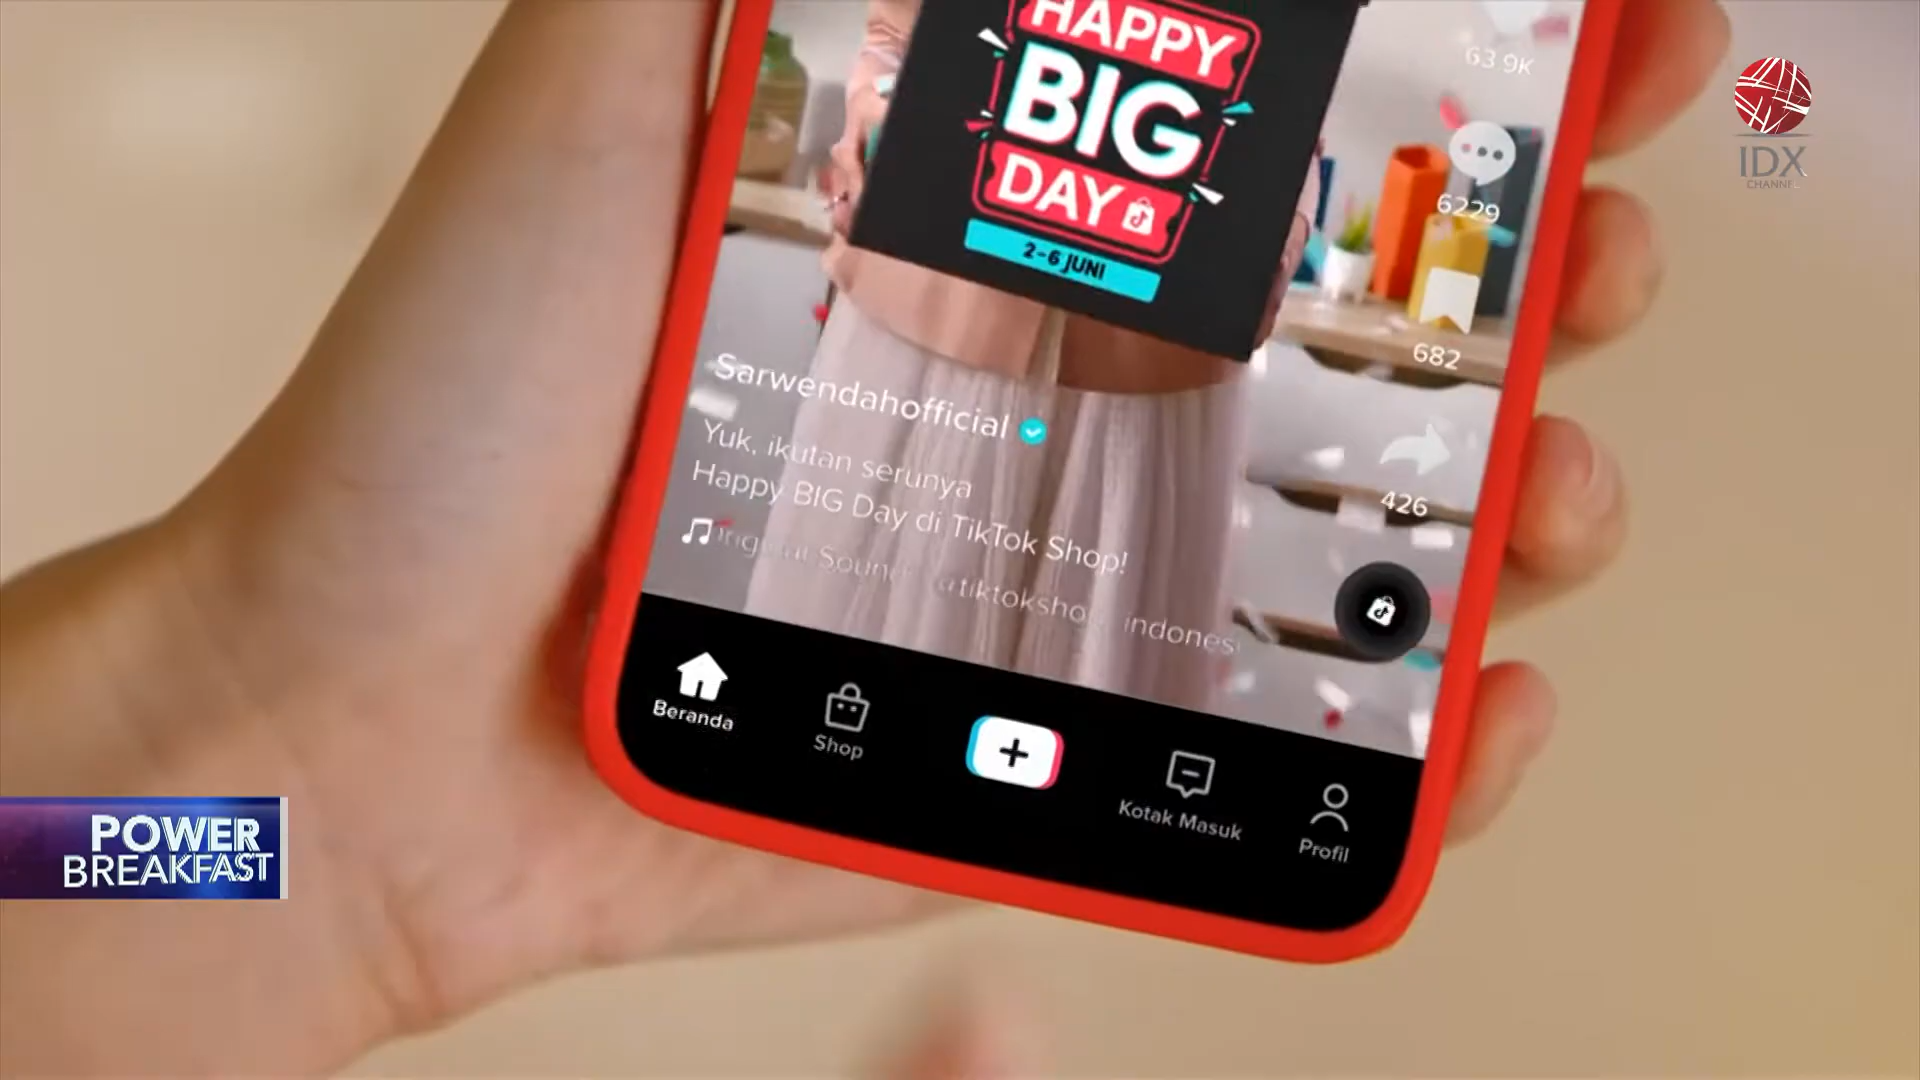 HAPPY
BIG
DAY
2-6 JUNI
63.9K
6229
682
426
IDX
CHANNEL
Sarwendahofficial
Yuk, ikutan serunya
Happy BIG Day di TikTok Shop!
Beranda
Shop
Kotak Masuk
Profil
POWER
BREAKFAST